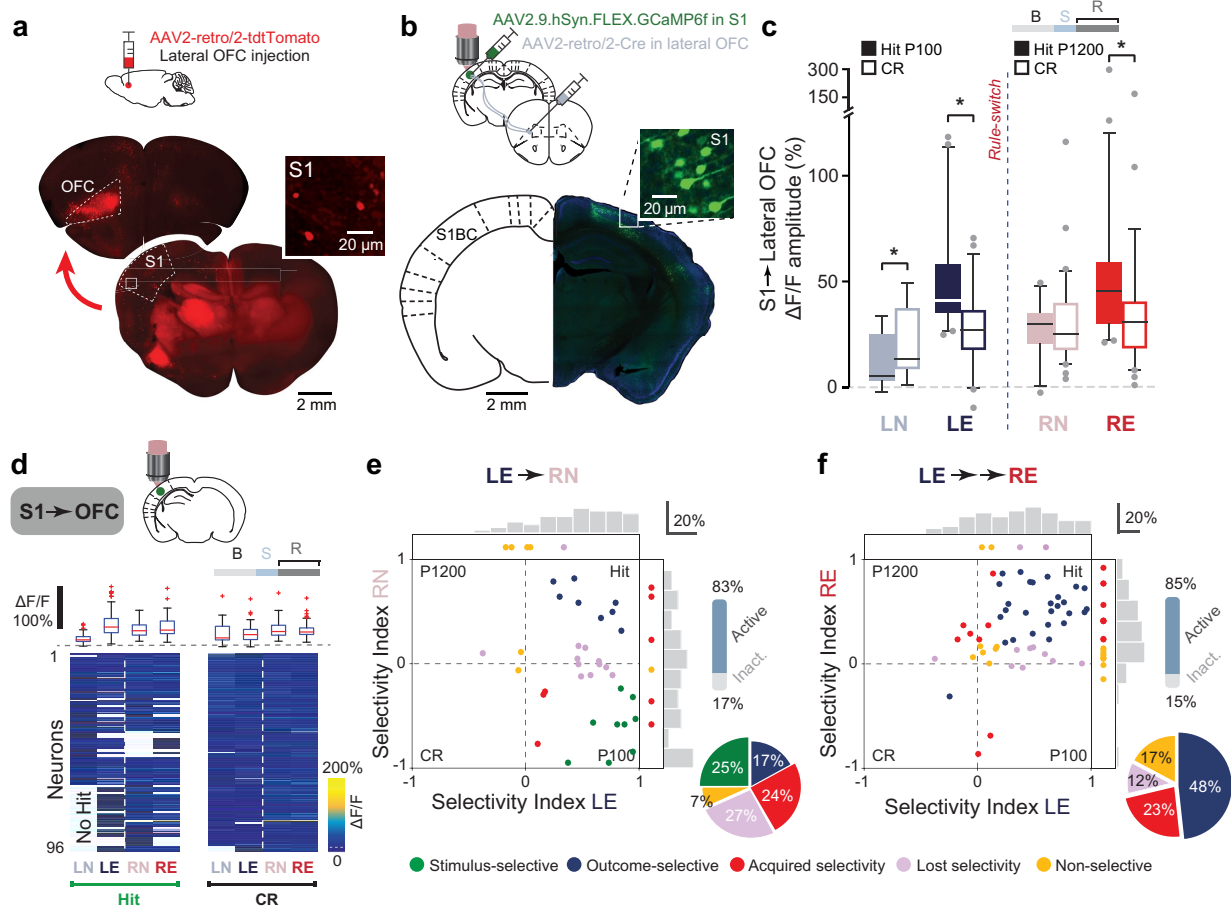 a
AAV2-retro/2-tdtTomato
Lateral OFC injection
OFC
S1
20 µm
S1
2 mm
b
AAV2.9.hSyn.FLEX.GCaMP6f in S1
AAV2-retro/2-Cre in lateral OFC
S1
20 µm
S1BC
2 mm
c
B S R
Hit P100
CR
Hit P1200
CR
S1→Lateral OFC
ΔF/F amplitude (%)
300
150
100
50
0
* * *
Rule-switch
LN LE RN RE
d
S1→OFC
B S R
ΔF/F
100%
1
Neurons
96
No Hit
200%
ΔF/F
0
LN LE RN RE LN LE RN RE
Hit CR
e
LE → RN
20%
Selectivity Index RN
1
0
-1
P1200 Hit
CR P100
-1 0 1
Selectivity Index LE
83%
Active
Inact.
17%
25% 17%
7% 24%
27%
f
LE →→ RE
20%
Selectivity Index RE
1
0
-1
P1200 Hit
CR P100
-1 0 1
Selectivity Index LE
85%
Active
Inact.
15%
17%
12% 48%
23%
Stimulus-selective Outcome-selective Acquired selectivity Lost selectivity Non-selective